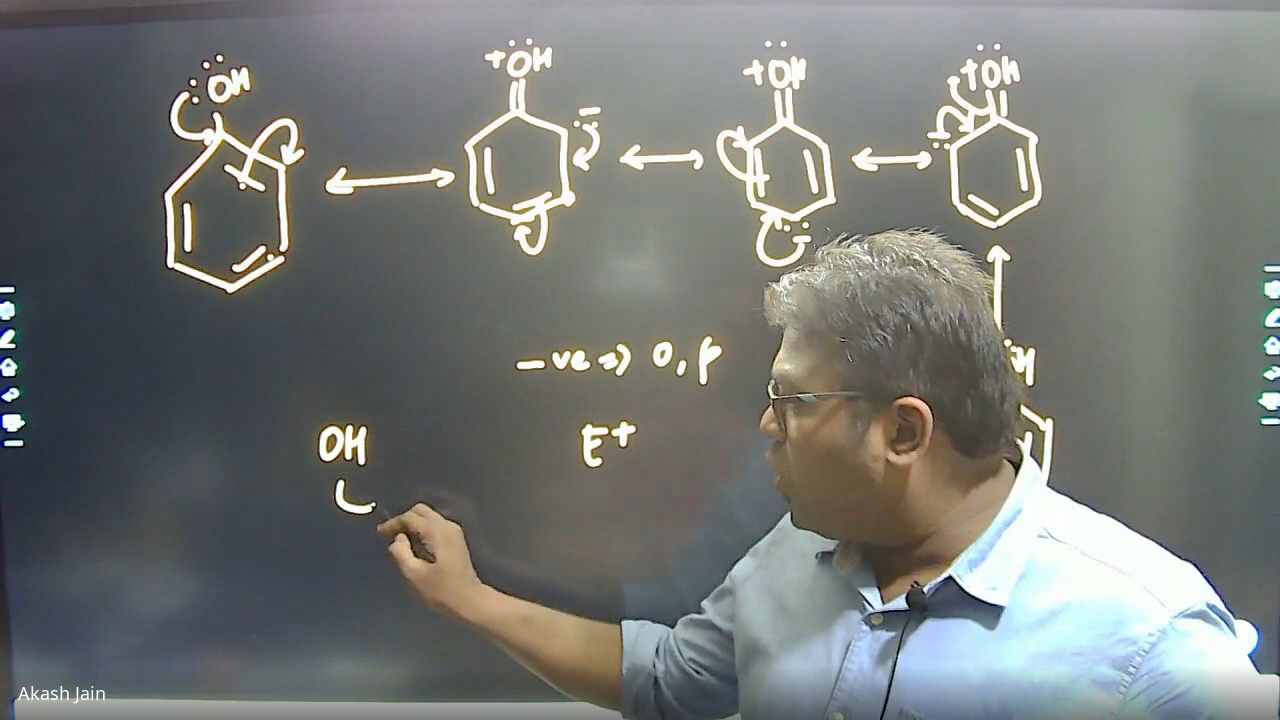 OH +OH +OH +OH
-ve ⇒ O, p
OH E+
Akash Jain